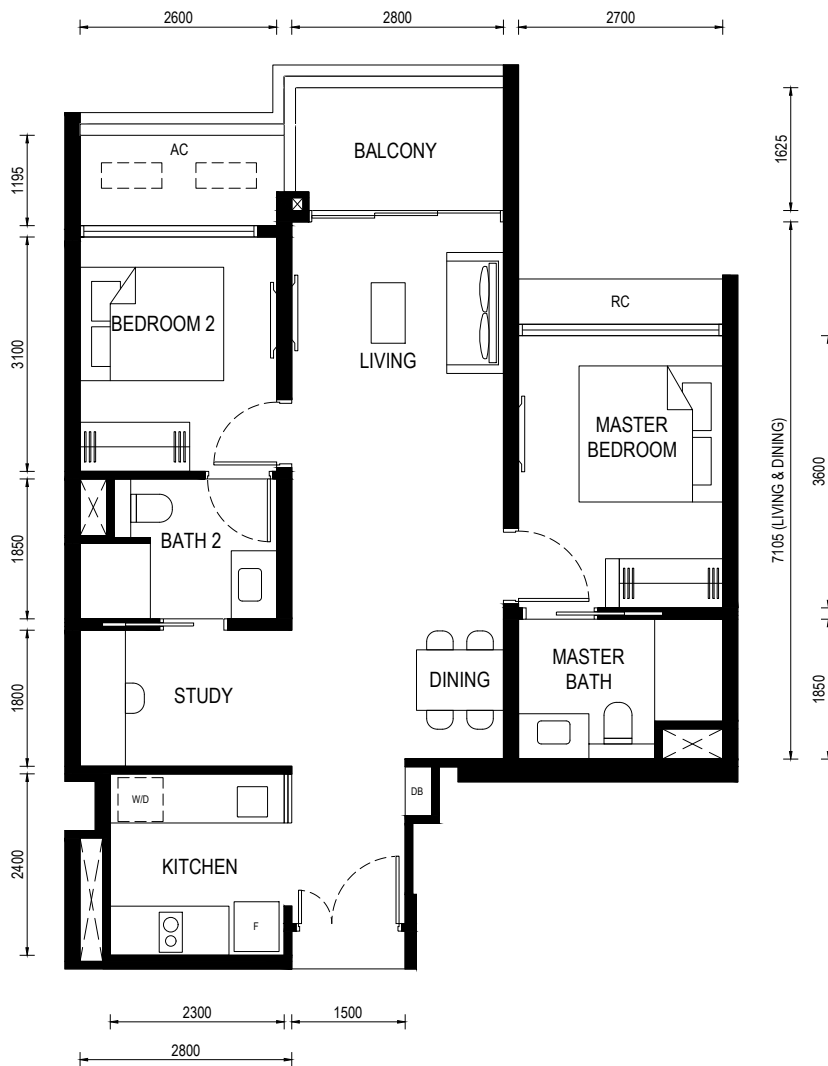 2600
2800
2700
AC
BALCONY
1195
1625
BEDROOM 2
RC
3100
LIVING
MASTER
BEDROOM
7105 (LIVING & DINING)
3600
BATH 2
1850
STUDY
DINING
MASTER
BATH
1800
1850
W/D
DB
KITCHEN
2400
F
2300
1500
2800